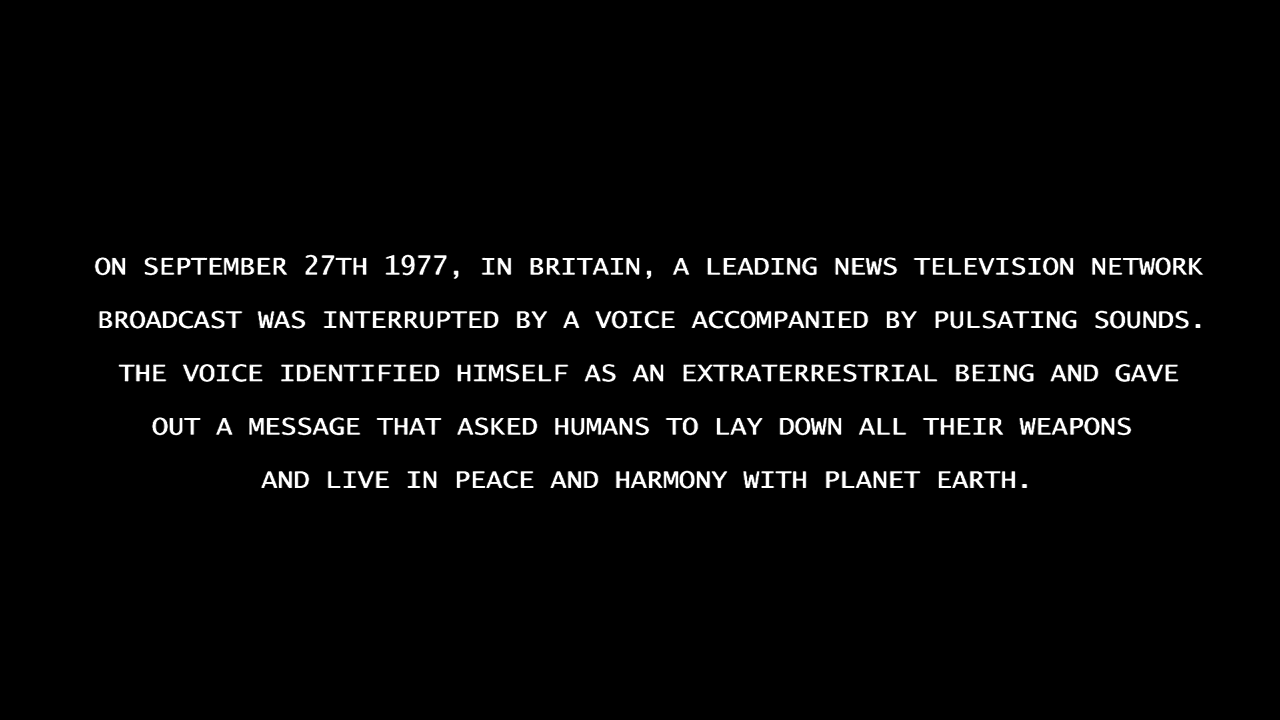 ON SEPTEMBER 27TH 1977, IN BRITAIN, A LEADING NEWS TELEVISION NETWORK
BROADCAST WAS INTERRUPTED BY A VOICE ACCOMPANIED BY PULSATING SOUNDS.
THE VOICE IDENTIFIED HIMSELF AS AN EXTRATERRESTRIAL BEING AND GAVE
OUT A MESSAGE THAT ASKED HUMANS TO LAY DOWN ALL THEIR WEAPONS
AND LIVE IN PEACE AND HARMONY WITH PLANET EARTH.